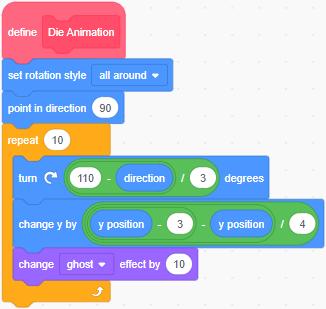 define Die Animation
set rotation style all around
point in direction 90
repeat 10
turn 110 - direction / 3 degrees
change y by y position - 3 - y position / 4
change ghost effect by 10